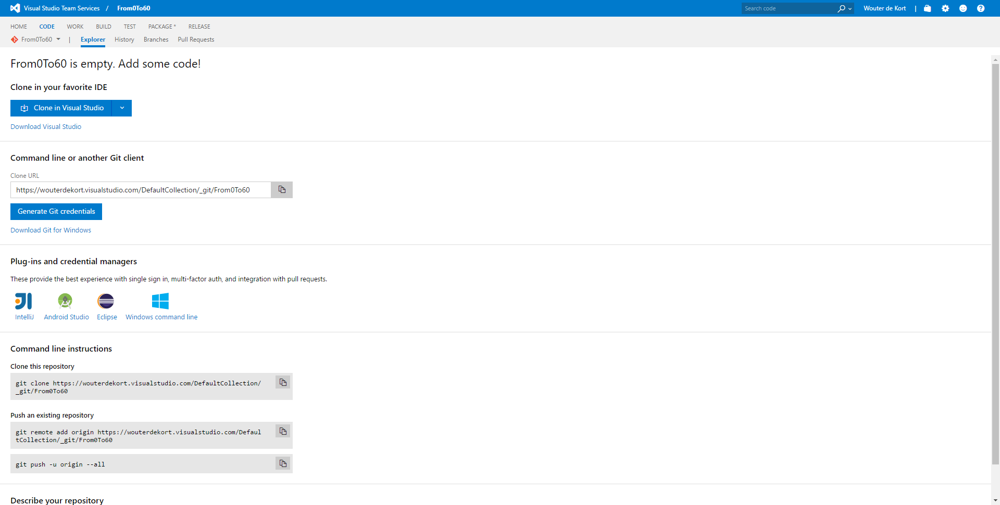 Visual Studio Team Services / From0To60
Search code
Wouter de Kort |
HOME CODE WORK BUILD TEST PACKAGE * RELEASE
From0To60 | Explorer History Branches Pull Requests
From0To60 is empty. Add some code!
Clone in your favorite IDE
Clone in Visual Studio
Download Visual Studio
Command line or another Git client
Clone URL
https://wouterdekort.visualstudio.com/DefaultCollection/_git/From0To60
Generate Git credentials
Download Git for Windows
Plug-ins and credential managers
These provide the best experience with single sign in, multi-factor auth, and integration with pull requests.
IntelliJ Android Studio Eclipse Windows command line
Command line instructions
Clone this repository
git clone https://wouterdekort.visualstudio.com/DefaultCollection/
_git/From0To60
Push an existing repository
git remote add origin https://wouterdekort.visualstudio.com/Defaul
tCollection/_git/From0To60
git push -u origin --all
Describe your repository